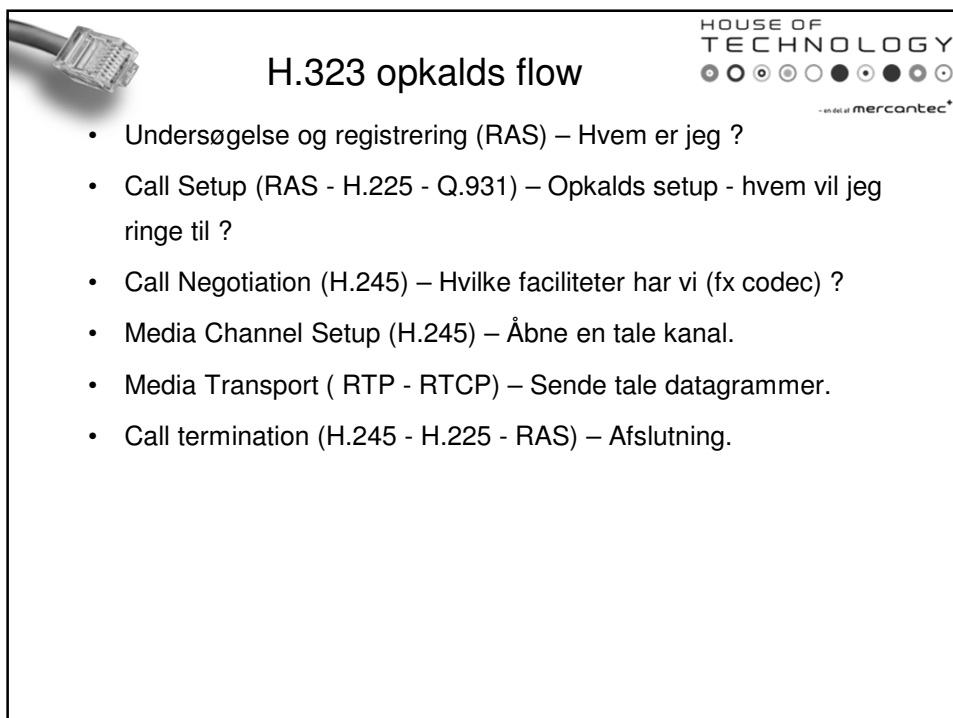 HOUSE OF
TECHNOLOGY
- en del af mercantec+
H.323 opkalds flow
• Undersøgelse og registrering (RAS) – Hvem er jeg ?
• Call Setup (RAS - H.225 - Q.931) – Opkalds setup - hvem vil jeg
ringe til ?
• Call Negotiation (H.245) – Hvilke faciliteter har vi (fx codec) ?
• Media Channel Setup (H.245) – Åbne en tale kanal.
• Media Transport ( RTP - RTCP) – Sende tale datagrammer.
• Call termination (H.245 - H.225 - RAS) – Afslutning.